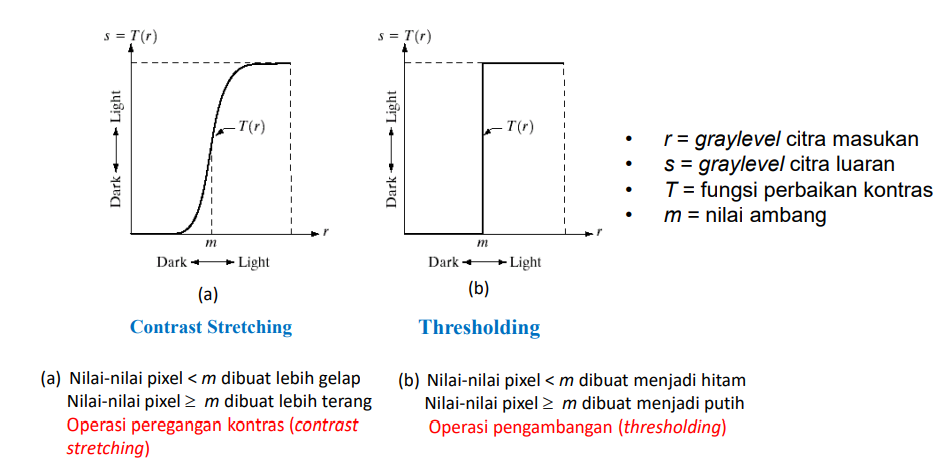 s = T(r)
Dark ↔ Light
T(r)
r
m
Dark ↔ Light
(a)
Contrast Stretching
s = T(r)
Dark ↔ Light
T(r)
r
m
Dark ↔ Light
(b)
Thresholding
• r = graylevel citra masukan
• s = graylevel citra luaran
• T = fungsi perbaikan kontras
• m = nilai ambang
(a) Nilai-nilai pixel < m dibuat lebih gelap
Nilai-nilai pixel ≥ m dibuat lebih terang
Operasi peregangan kontras (contrast
stretching)
(b) Nilai-nilai pixel < m dibuat menjadi hitam
Nilai-nilai pixel ≥ m dibuat menjadi putih
Operasi pengambangan (thresholding)